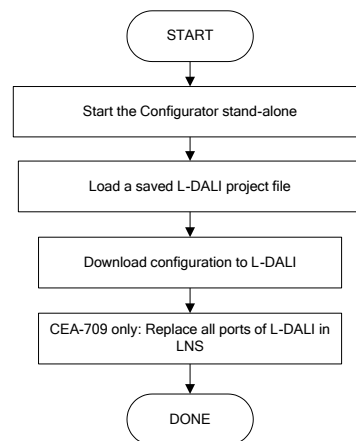 START
Start the Configurator stand-alone
Load a saved L-DALI project file
Download configuration to L-DALI
CEA-709 only: Replace all ports of L-DALI in
LNS
DONE